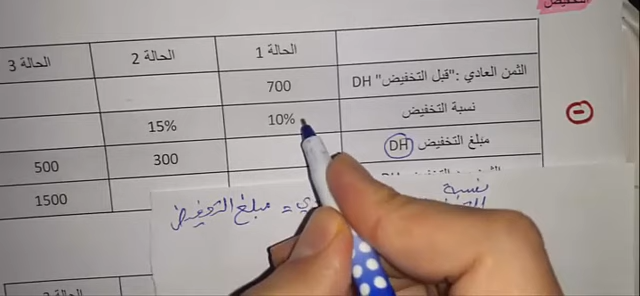 تخفيض
الحالة 1 الحالة 2 الحالة 3
الثمن العادي :"قبل التخفيض" DH 700
نسبة التخفيض 10% 15%
مبلغ التخفيض DH 300 500
1500
نسبة
= مبلغ التخفيض